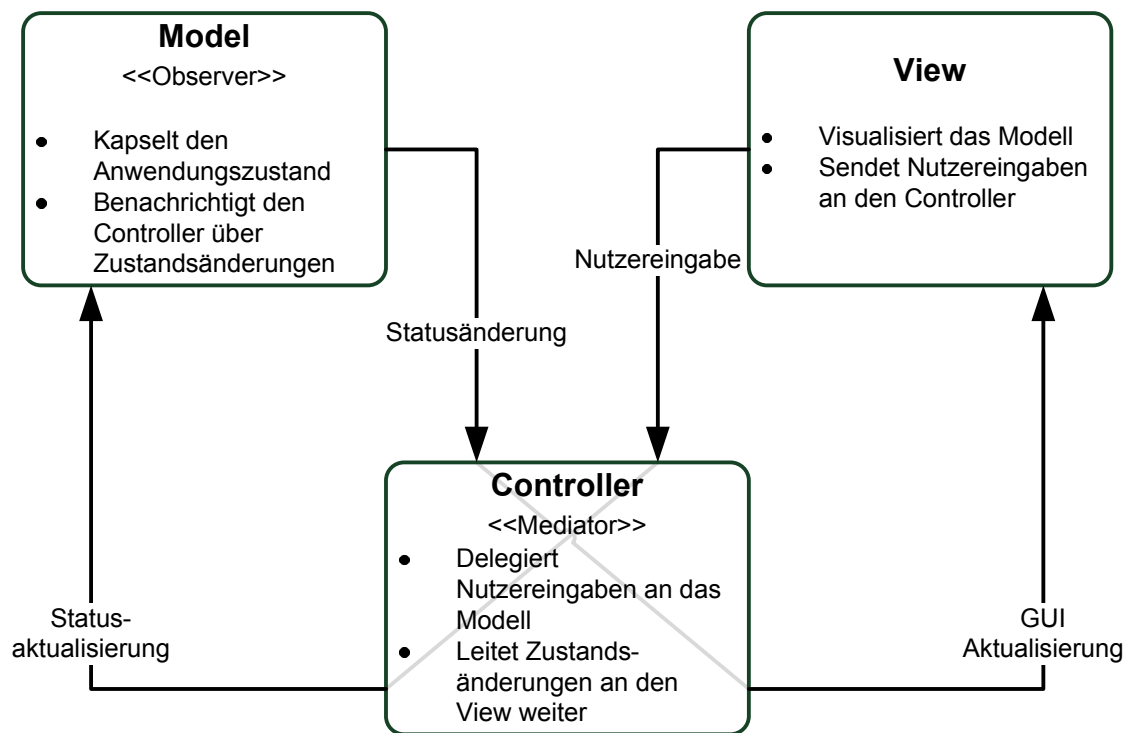 Model
<<Observer>>
• Kapselt den
Anwendungszustand
• Benachrichtigt den
Controller über
Zustandsänderungen
View
• Visualisiert das Modell
• Sendet Nutzereingaben
an den Controller
Nutzereingabe
Statusänderung
Controller
<<Mediator>>
• Delegiert
Nutzereingaben an das
Modell
• Leitet Zustands-
änderungen an den
View weiter
Status-
aktualisierung
GUI
Aktualisierung